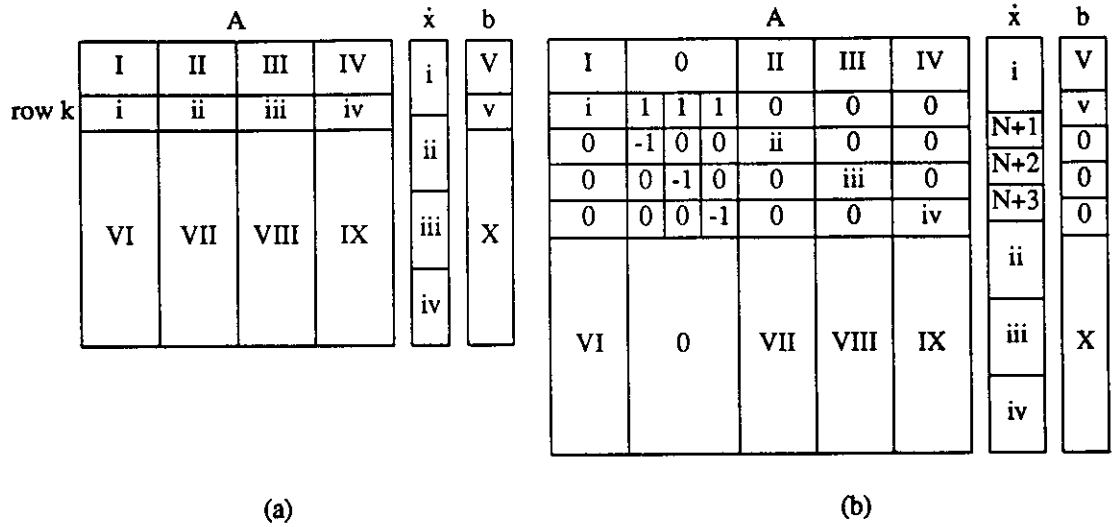 A ẋ b
I II III IV i V
row k i ii iii iv v
ii
VI VII VIII IX iii X
iv
(a)
A ẋ b
I 0 II III IV i V
i 1 1 1 0 0 0 v
0 -1 0 0 ii 0 0 N+1 0
0 0 -1 0 0 iii 0 N+2 0
0 0 0 -1 0 0 iv N+3 0
ii
VI 0 VII VIII IX iii X
iv
(b)